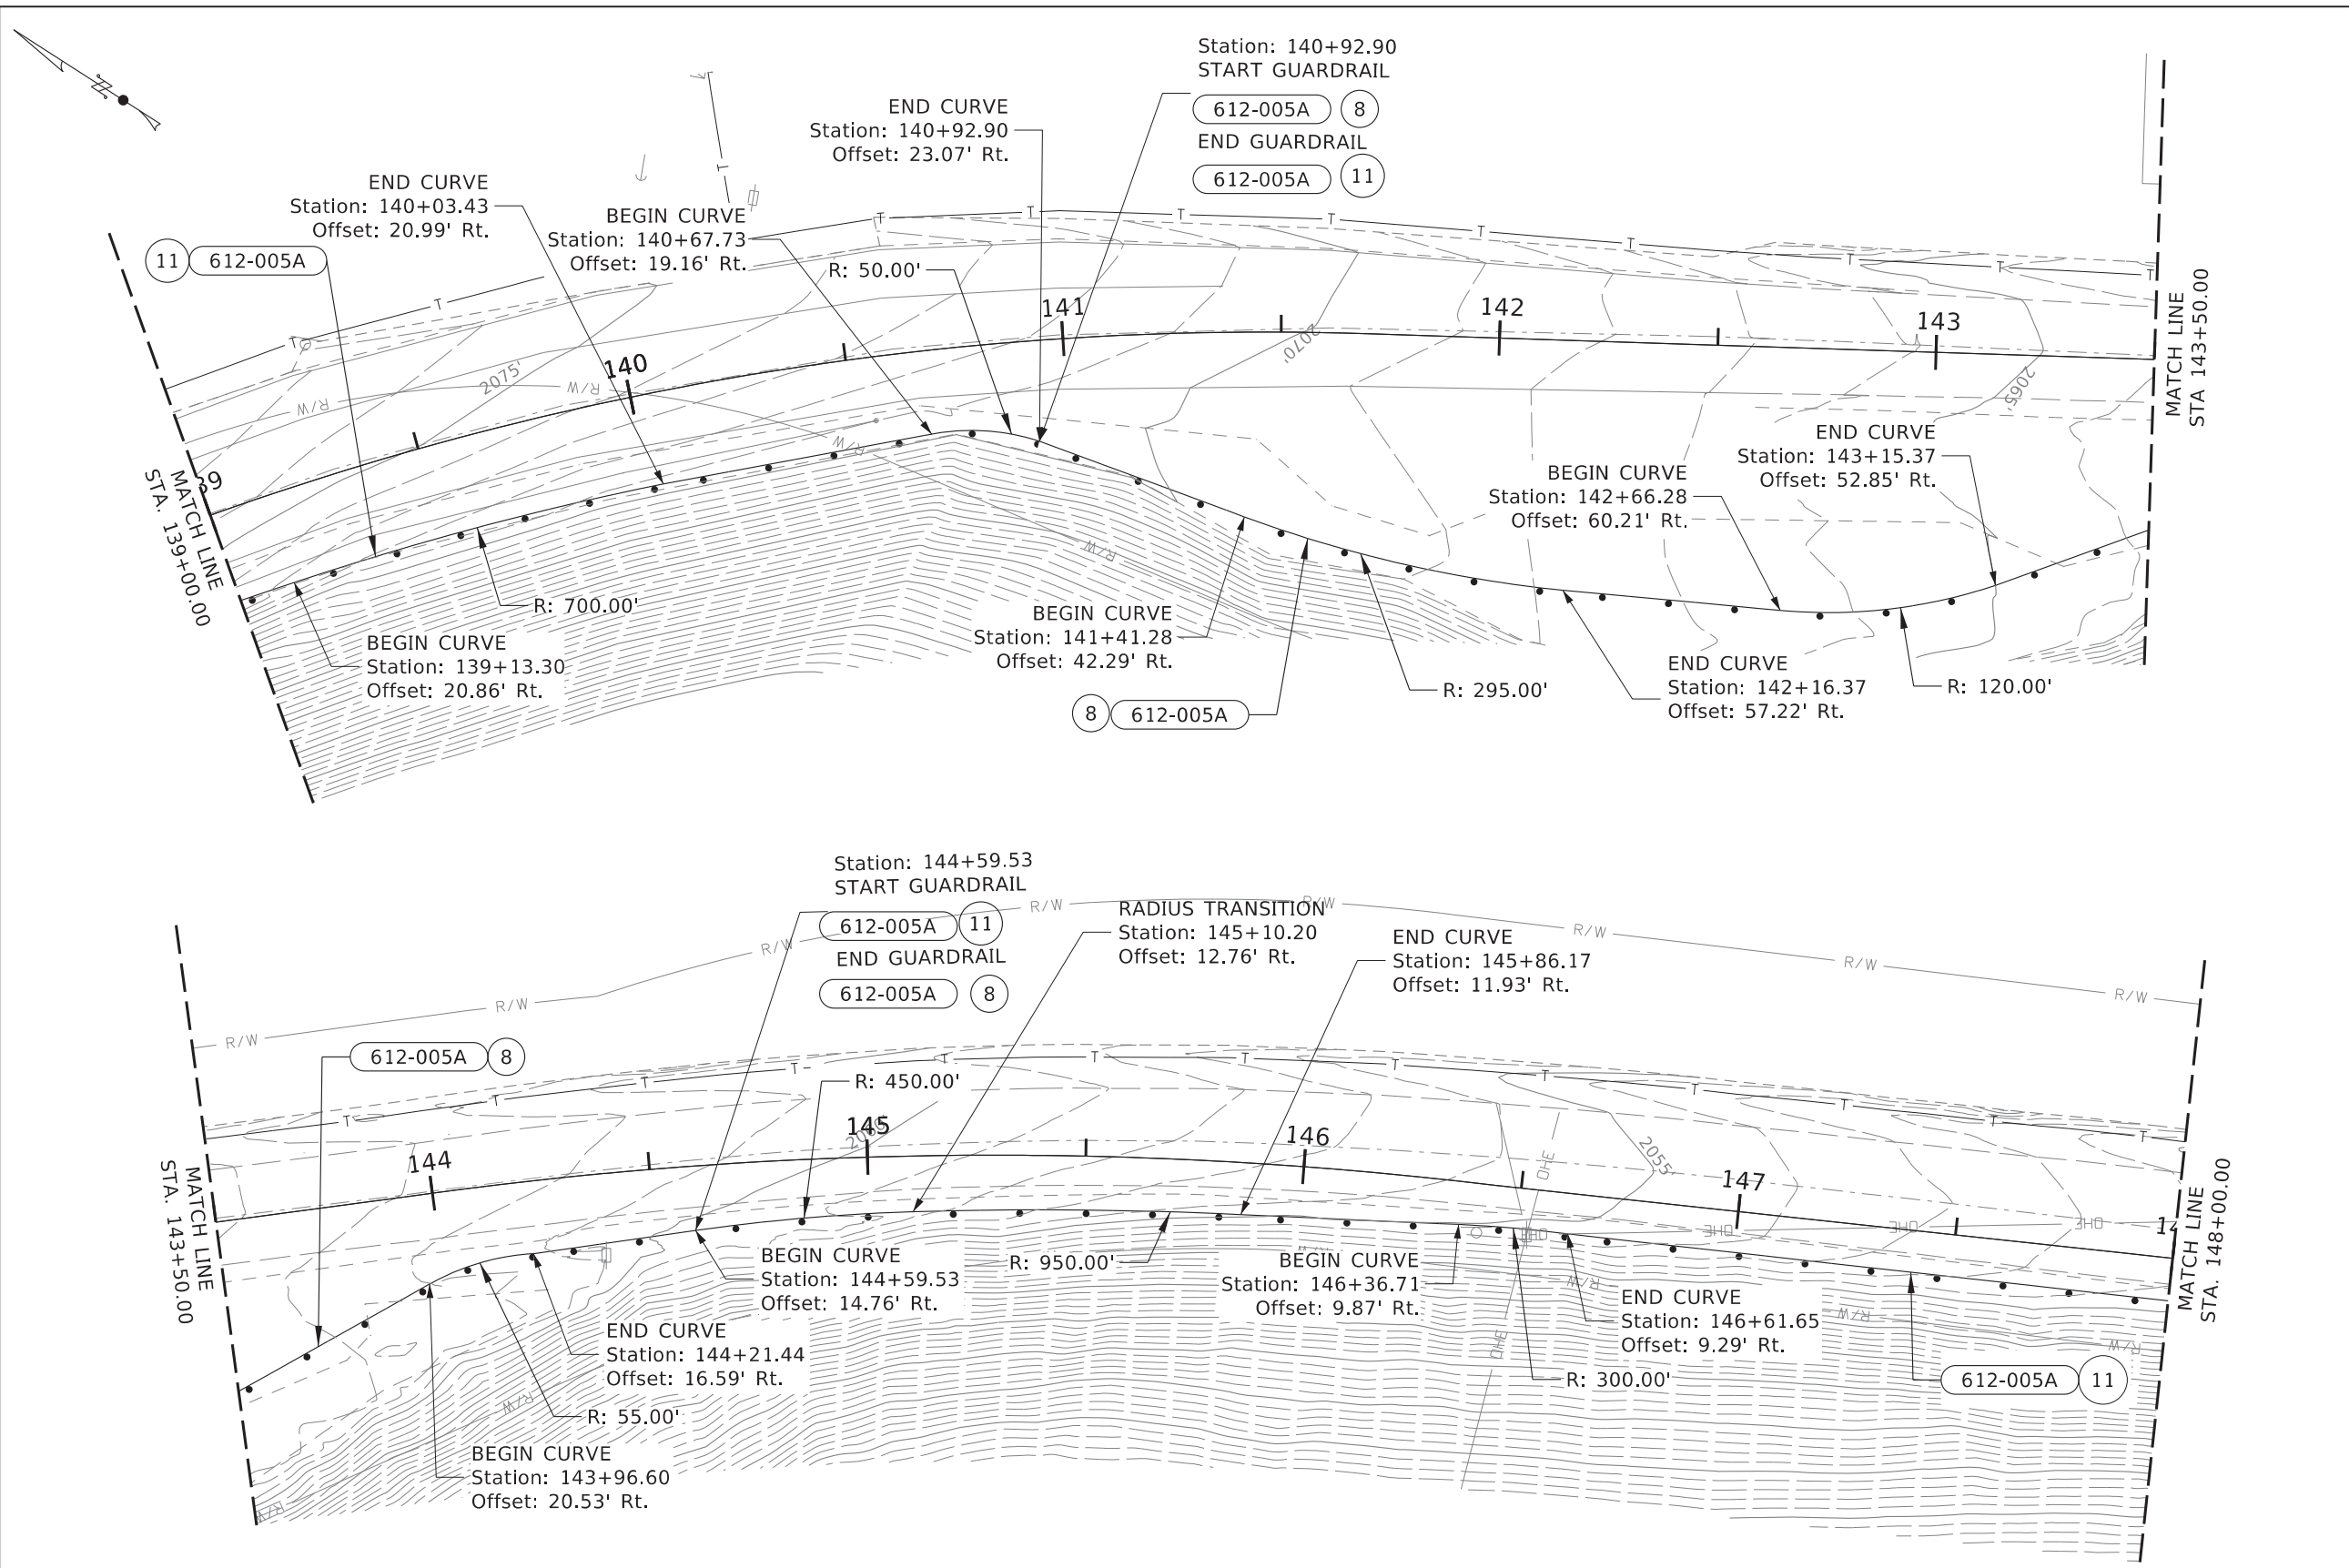 Station: 140+92.90
START GUARDRAIL
612-005A 8
END GUARDRAIL
612-005A 11
END CURVE
Station: 140+92.90
Offset: 23.07' Rt.
END CURVE
Station: 140+03.43
Offset: 20.99' Rt.
BEGIN CURVE
Station: 140+67.73
Offset: 19.16' Rt.
R: 50.00'
11 612-005A
T
T
T
T
T
T
T
T
T
T
T
T
141
142
143
140
39
2075'
2070'
2065'
R/W
R/W
R/W
R/W
MATCH LINE
STA. 139+00.00
MATCH LINE
STA 143+50.00
END CURVE
Station: 143+15.37
Offset: 52.85' Rt.
BEGIN CURVE
Station: 142+66.28
Offset: 60.21' Rt.
R: 700.00'
BEGIN CURVE
Station: 139+13.30
Offset: 20.86' Rt.
BEGIN CURVE
Station: 141+41.28
Offset: 42.29' Rt.
8 612-005A
R: 295.00'
END CURVE
Station: 142+16.37
Offset: 57.22' Rt.
R: 120.00'
Station: 144+59.53
START GUARDRAIL
612-005A 11
END GUARDRAIL
612-005A 8
RADIUS TRANSITION
Station: 145+10.20
Offset: 12.76' Rt.
END CURVE
Station: 145+86.17
Offset: 11.93' Rt.
R/W
R/W
R/W
R/W
R/W
R/W
R/W
R/W
612-005A 8
R: 450.00'
T
T
T
T
T
T
T
T
T
T
T
T
T
144
145
146
147
14
2055'
OHE
OHE
OHE
OHE
OHE
OHE
MATCH LINE
STA. 143+50.00
MATCH LINE
STA. 148+00.00
BEGIN CURVE
Station: 144+59.53
Offset: 14.76' Rt.
R: 950.00'
BEGIN CURVE
Station: 146+36.71
Offset: 9.87' Rt.
END CURVE
Station: 146+61.65
Offset: 9.29' Rt.
END CURVE
Station: 144+21.44
Offset: 16.59' Rt.
R: 300.00'
612-005A 11
R: 55.00'
BEGIN CURVE
Station: 143+96.60
Offset: 20.53' Rt.
R/W
R/W
R/W
R/W
R/W